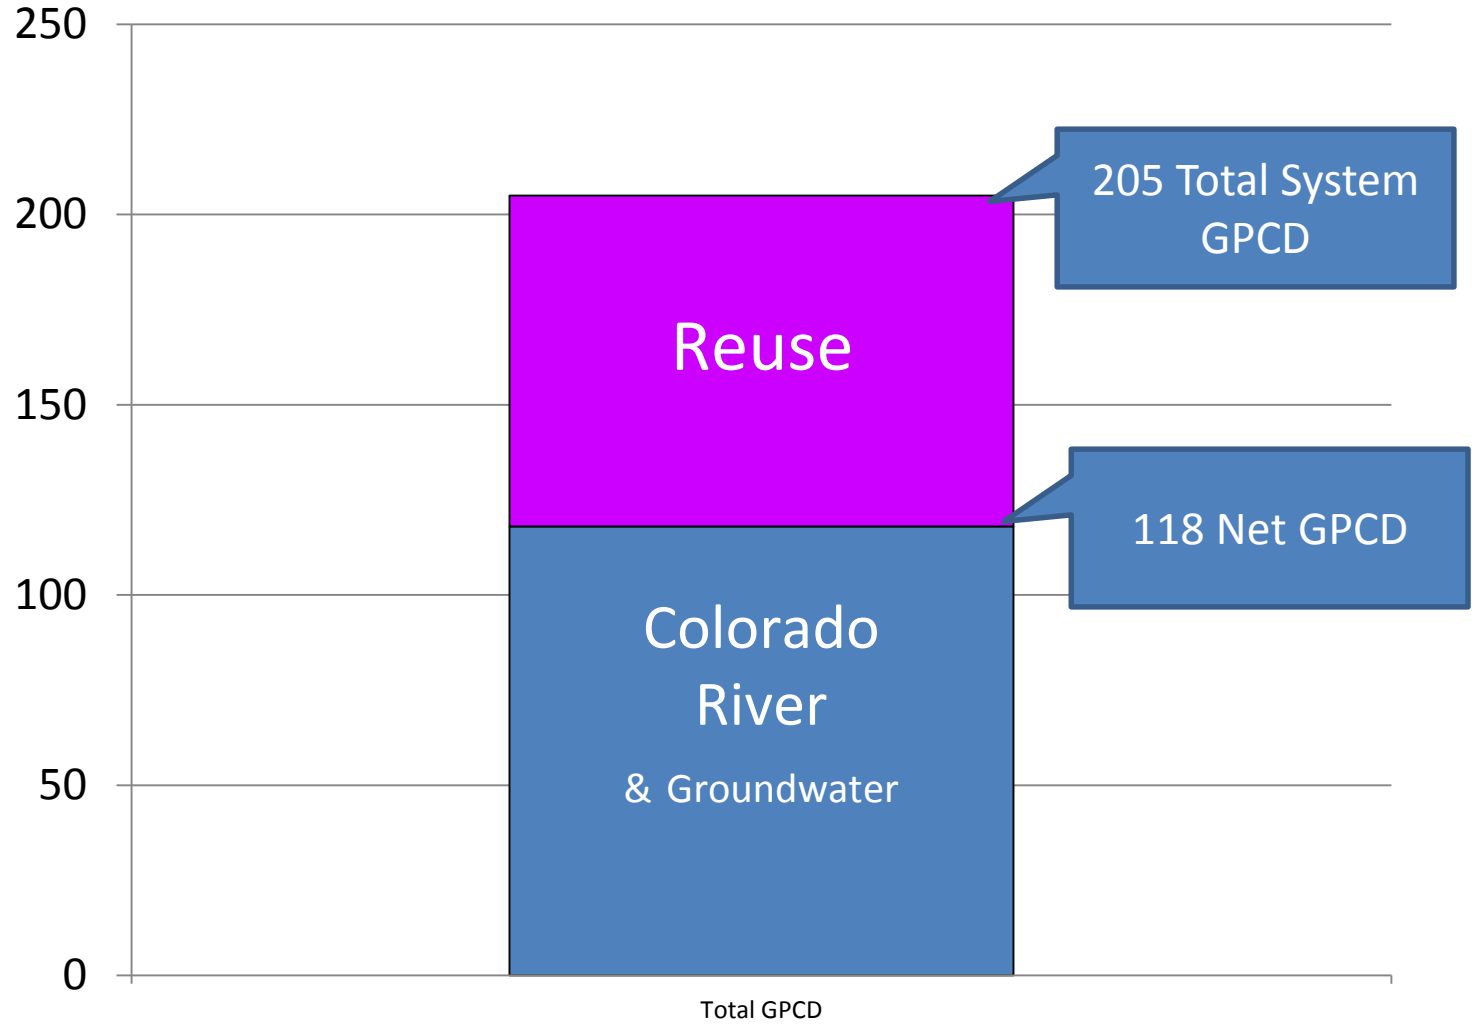 250
200
150
100
50
0
205 Total System
GPCD
Reuse
118 Net GPCD
Colorado
River
& Groundwater
Total GPCD